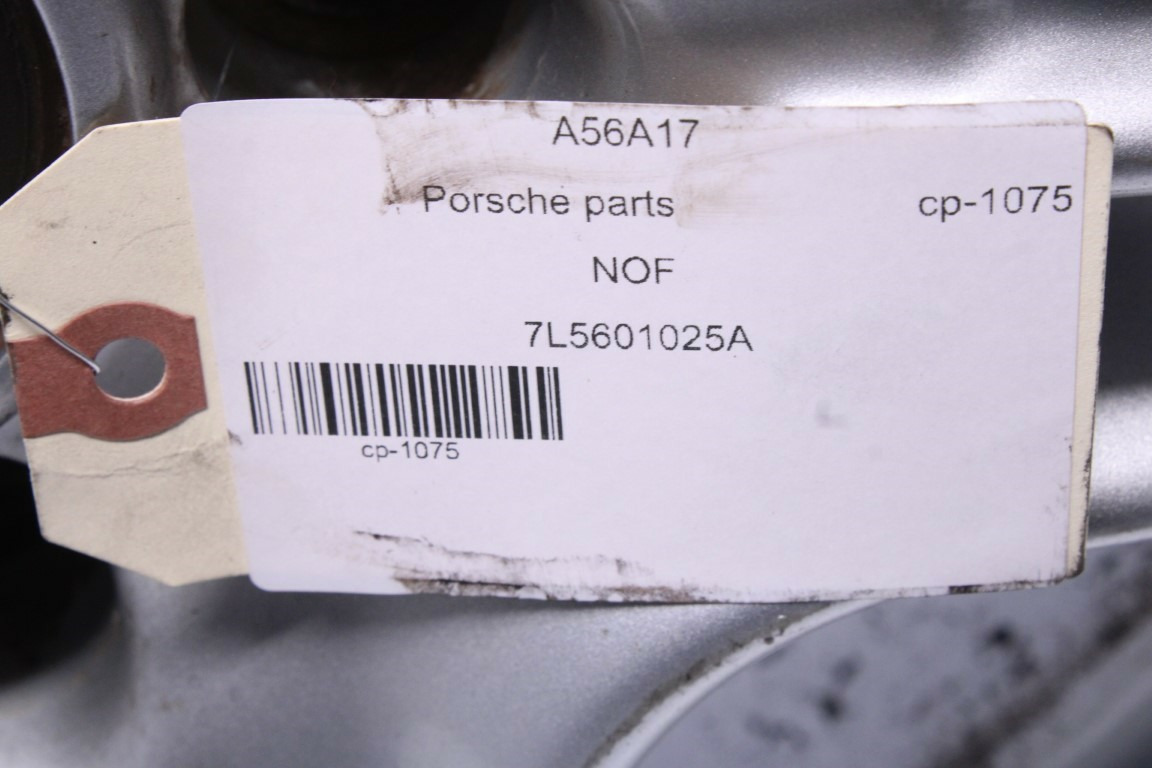 A56A17
Porsche parts cp-1075
NOF
7L5601025A
cp-1075